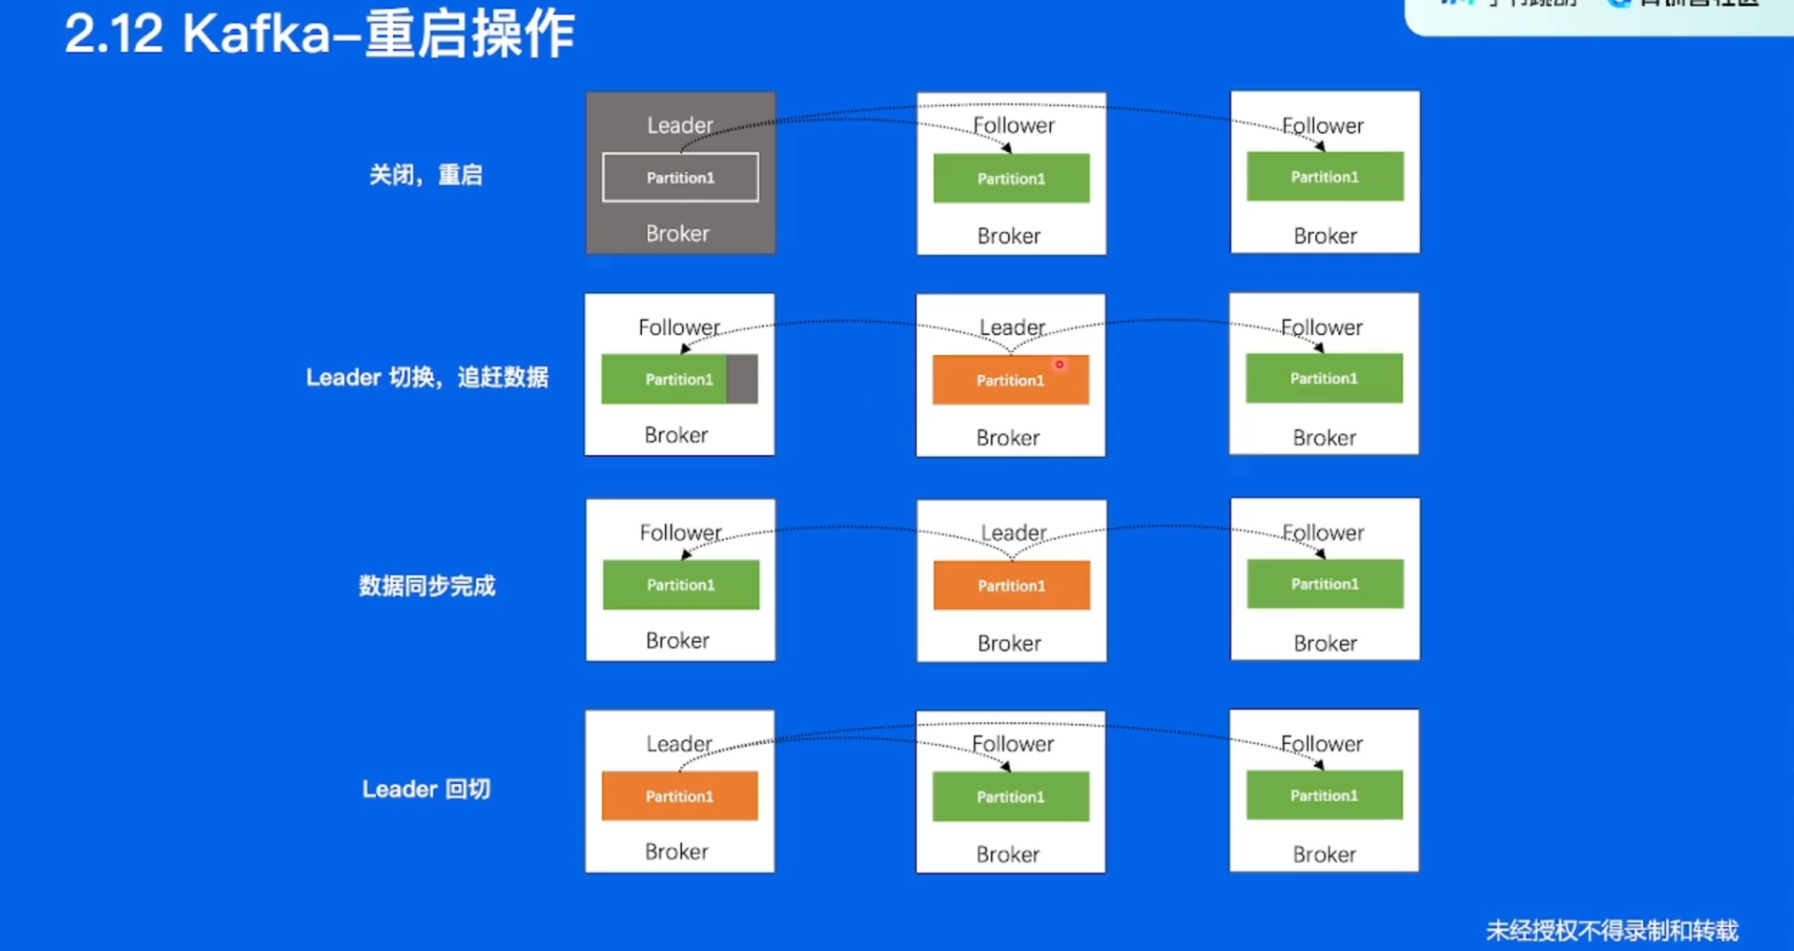 2.12 Kafka-重启操作
关闭，重启
Leader
Partition1
Broker
Follower
Partition1
Broker
Follower
Partition1
Broker
Leader 切换，追赶数据
Follower
Partition1
Broker
Leader
Partition1
Broker
Follower
Partition1
Broker
数据同步完成
Follower
Partition1
Broker
Leader
Partition1
Broker
Follower
Partition1
Broker
Leader 回切
Leader
Partition1
Broker
Follower
Partition1
Broker
Follower
Partition1
Broker
未经授权不得录制和转载